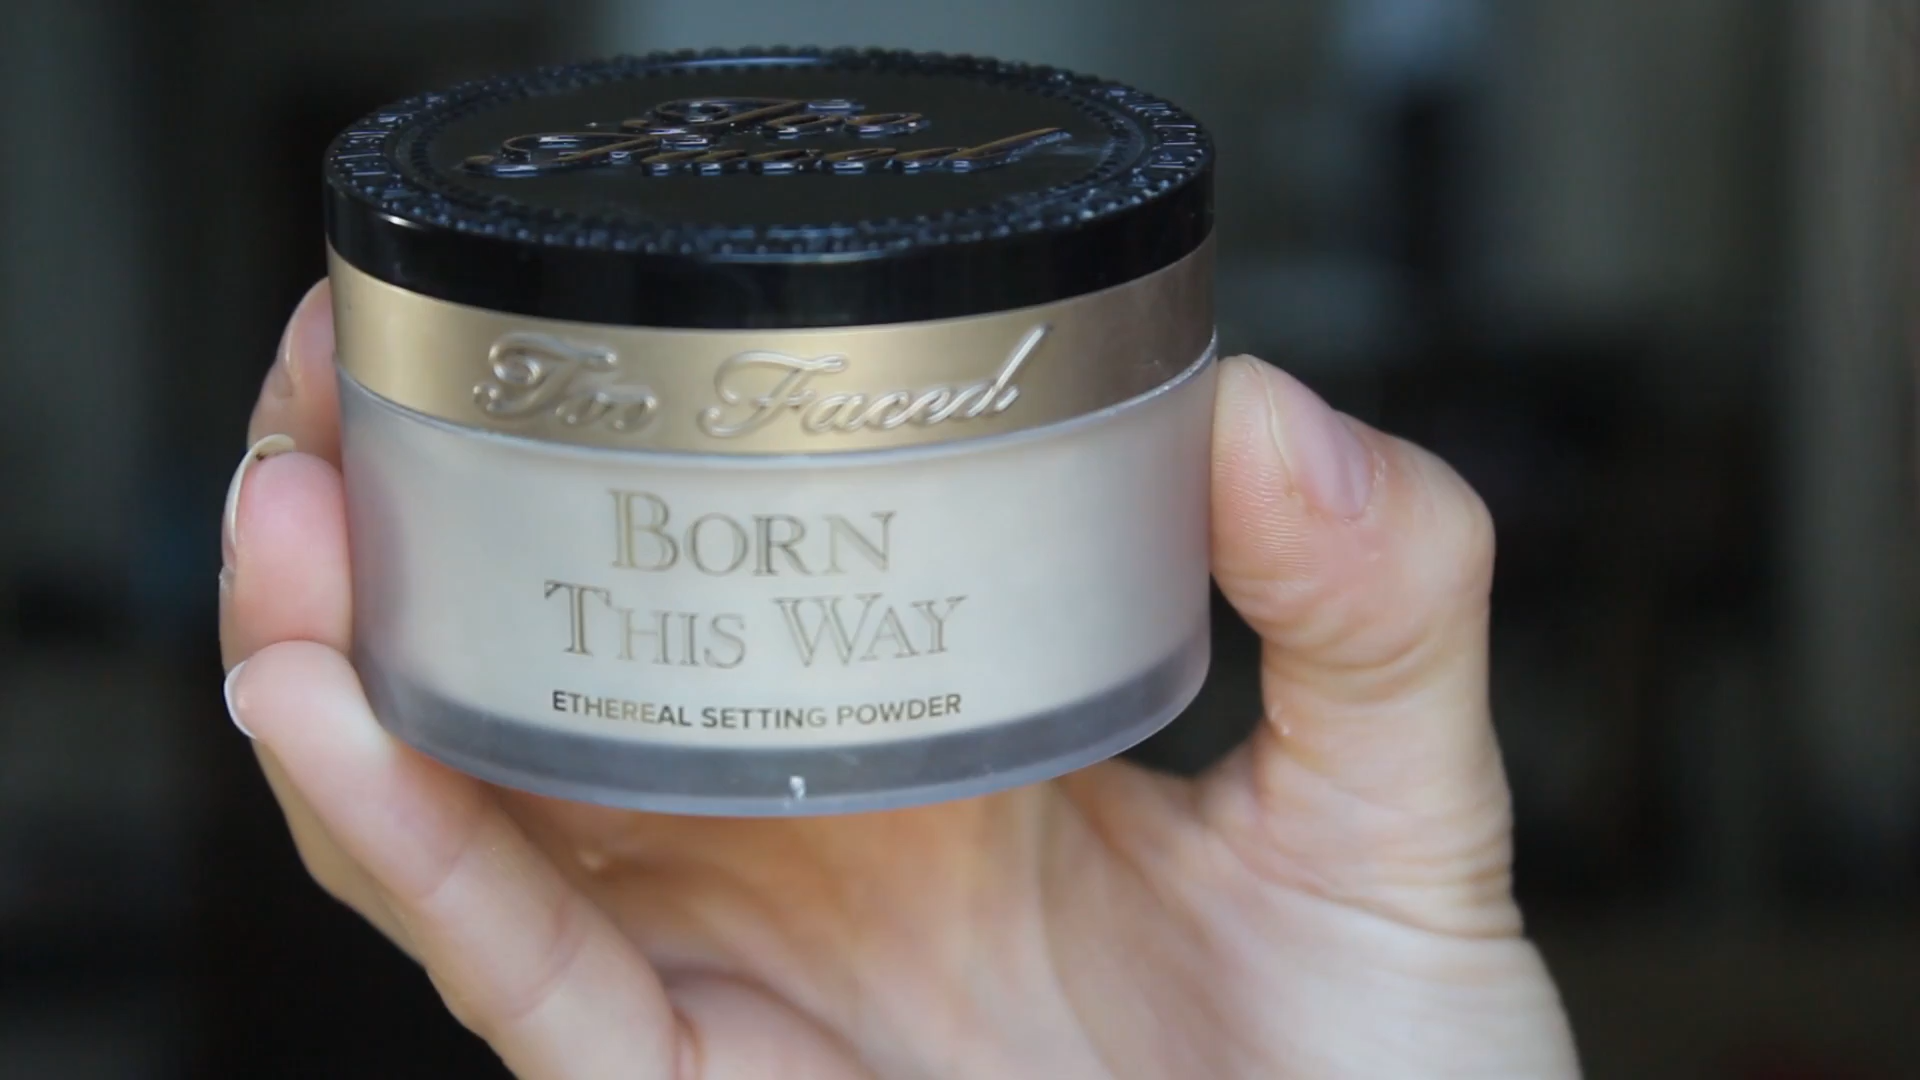 Too
Faced
Too Faced
BORN
THIS WAY
ETHEREAL SETTING POWDER